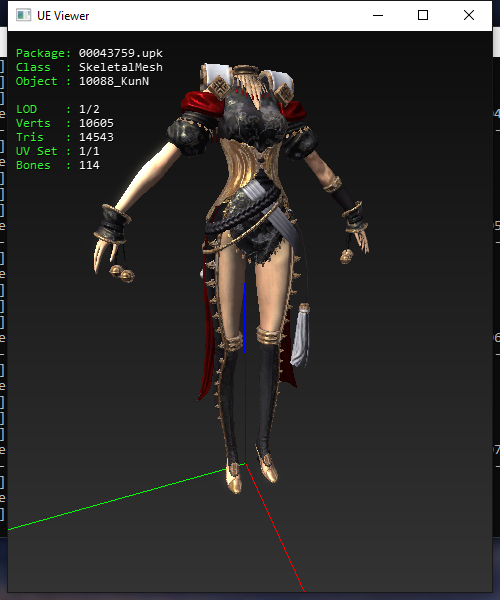 UE Viewer
Package: 00043759.upk
Class : SkeletalMesh
Object : 10088_KunN
LOD : 1/2
Verts : 10605
Tris : 14543
UV Set : 1/1
Bones : 114